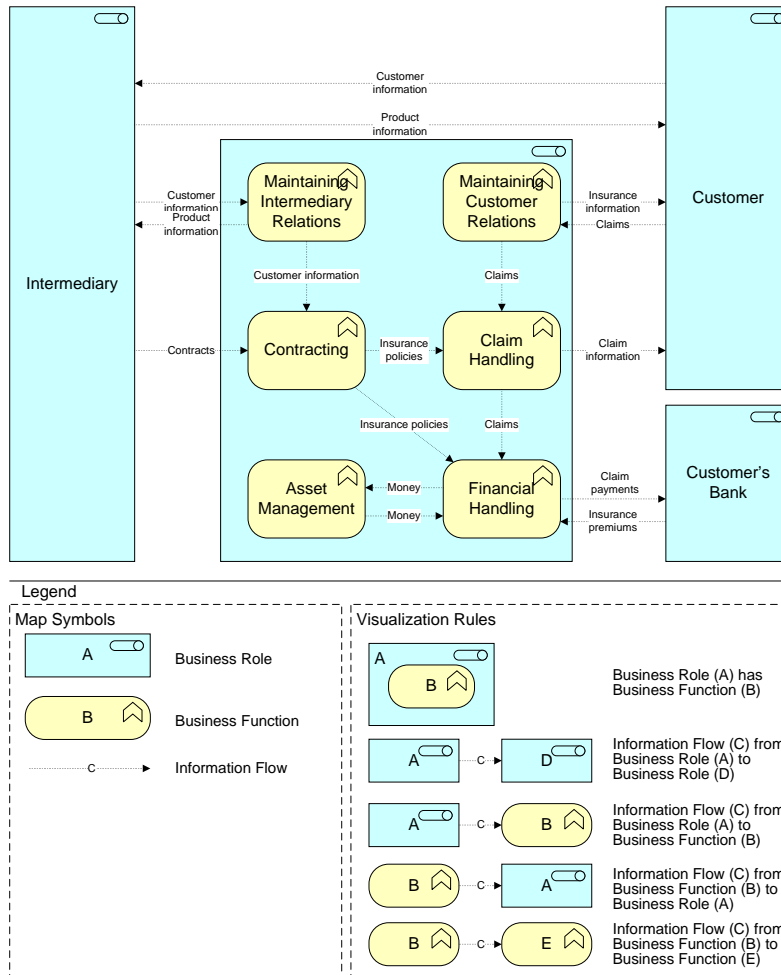 Customer
information
Product
information
Maintaining
Intermediary
Relations
Maintaining
Customer
Relations
Customer
information
Product
information
Insurance
information
Claims
Customer
Intermediary
Customer information
Claims
Contracts
Contracting
Insurance
policies
Claim
Handling
Claim
information
Insurance policies
Claims
Asset
Management
Money
Money
Financial
Handling
Claim
payments
Insurance
premiums
Customer's
Bank
Legend
Map Symbols
A
Business Role
B
Business Function
C
Information Flow
Visualization Rules
A
B
Business Role (A) has
Business Function (B)
A
C
D
Information Flow (C) from
Business Role (A) to
Business Role (D)
A
C
B
Information Flow (C) from
Business Role (A) to
Business Function (B)
B
C
A
Information Flow (C) from
Business Function (B) to
Business Role (A)
B
C
E
Information Flow (C) from
Business Function (B) to
Business Function (E)